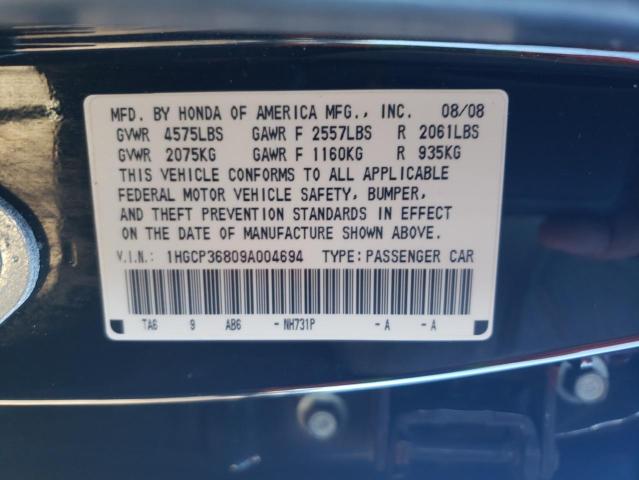 MFD. BY HONDA OF AMERICA MFG., INC. 08/08
GVWR 4575LBS GAWR F 2557LBS R 2061LBS
GVWR 2075KG GAWR F 1160KG R 935KG
THIS VEHICLE CONFORMS TO ALL APPLICABLE
FEDERAL MOTOR VEHICLE SAFETY, BUMPER,
AND THEFT PREVENTION STANDARDS IN EFFECT
ON THE DATE OF MANUFACTURE SHOWN ABOVE.
V.I.N.: 1HGCP36809A004694 TYPE: PASSENGER CAR
TA6 9 AB6 -NH731P -A -A